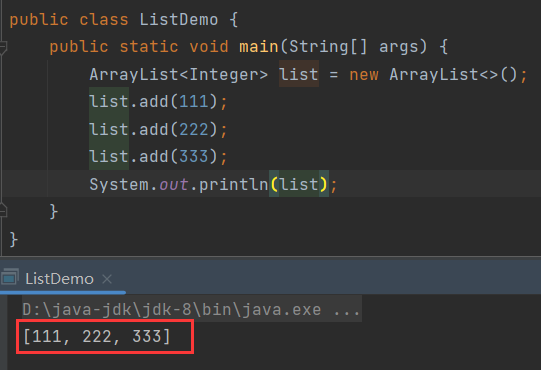 public class ListDemo {
    public static void main(String[] args) {
        ArrayList<Integer> list = new ArrayList<>();
        list.add(111);
        list.add(222);
        list.add(333);
        System.out.println(list);
    }
}
ListDemo ×
D:\java-jdk\jdk-8\bin\java.exe ...
[111, 222, 333]